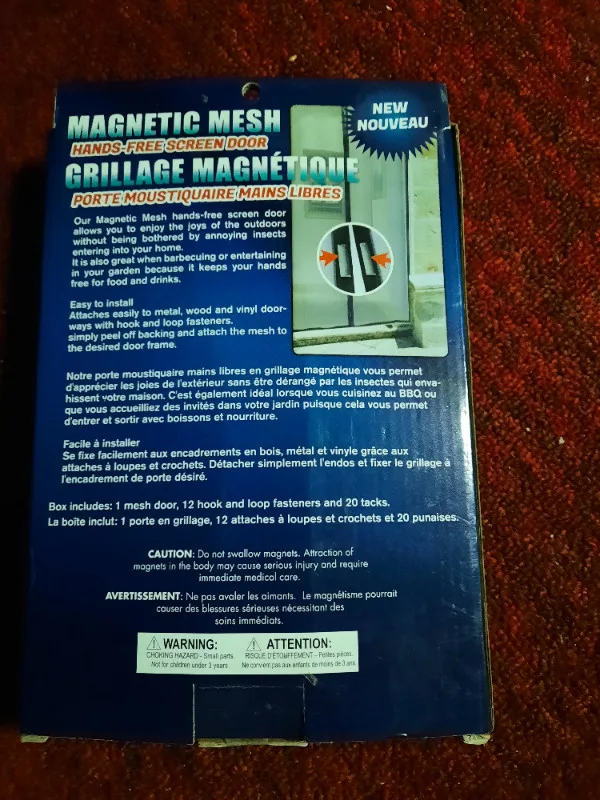 MAGNETIC MESH
HANDS-FREE SCREEN DOOR
GRILLAGE MAGNÉTIQUE
PORTE MOUSTIQUAIRE MAINS LIBRES
NEW
NOUVEAU
Our Magnetic Mesh hands-free screen door
allows you to enjoy the joys of the outdoors
without being bothered by annoying insects
entering into your home.
It is also great when barbecuing or entertaining
in your garden because it keeps your hands
free for food and drinks.
Easy to install
Attaches easily to metal, wood and vinyl door-
ways with hook and loop fasteners.
simply peel off backing and attach the mesh to
the desired door frame.
Notre porte moustiquaire mains libres en grillage magnétique vous permet
d'apprécier les joies de l'extérieur sans être dérangé par les insectes qui enva-
hissent votre maison. C'est également idéal lorsque vous cuisinez au BBQ ou
que vous accueilliez des invités dans votre jardin puisque cela vous permet
d'entrer et sortir avec boissons et nourriture.
Facile à installer
Se fixe facilement aux encadrements en bois, métal et vinyle grâce aux
attaches à loupes et crochets. Détacher simplement l'endos et fixer le grillage à
l'encadrement de porte désiré.
Box includes: 1 mesh door, 12 hook and loop fasteners and 20 tacks.
La boîte inclut: 1 porte en grillage, 12 attaches à loupes et crochets et 20 punaises.
CAUTION: Do not swallow magnets. Attraction of
magnets in the body may cause serious injury and require
immediate medical care.
AVERTISSEMENT: Ne pas avaler les aimants. Le magnétisme pourrait
causer des blessures sérieuses nécessitant des
soins immédiats.
WARNING:
CHOKING HAZARD - Small parts.
Not for children under 3 years
ATTENTION:
RISQUE D'ÉTOUFFEMENT - Petites pièces.
Ne convient pas aux enfants de moins de 3 ans